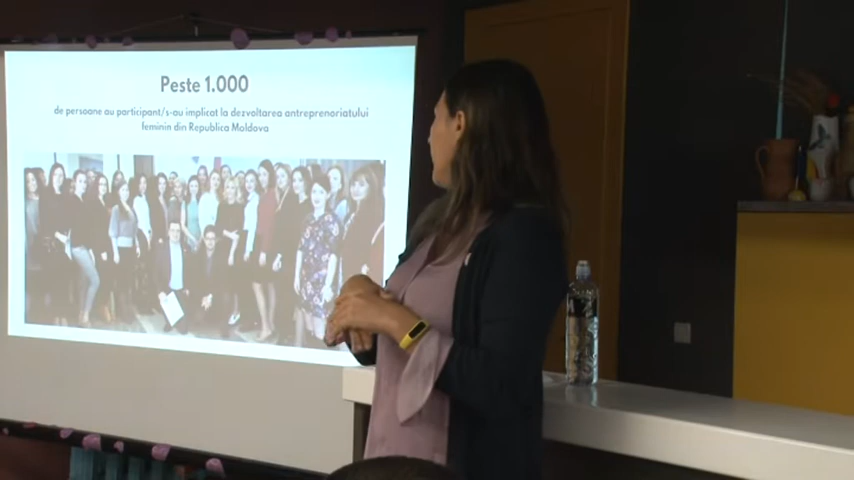 Peste 1.000
de persoane au participant/s-au implicat la dezvoltarea antreprenoriatului
feminin din Republica Moldova